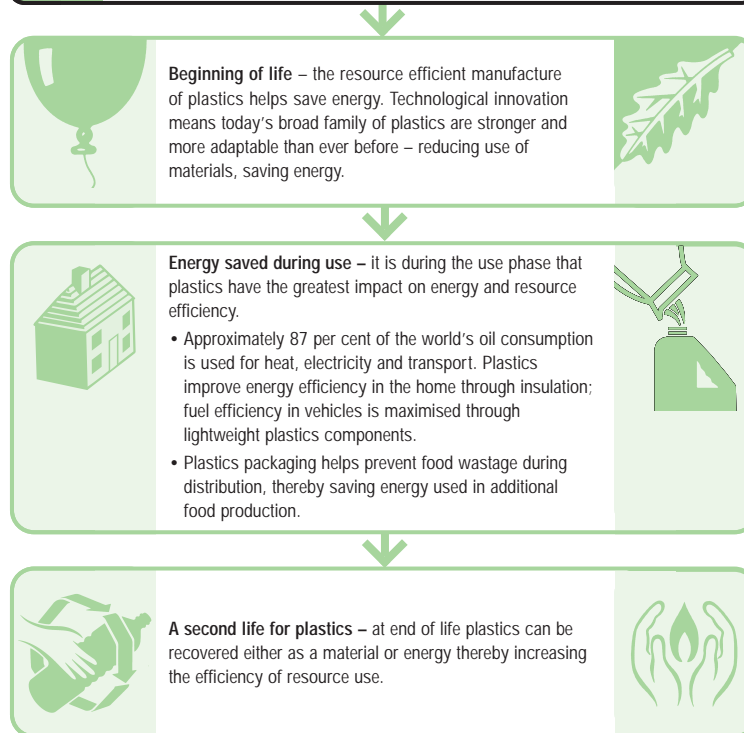 Beginning of life – the resource efficient manufacture
of plastics helps save energy. Technological innovation
means today's broad family of plastics are stronger and
more adaptable than ever before – reducing use of
materials, saving energy.
Energy saved during use – it is during the use phase that
plastics have the greatest impact on energy and resource
efficiency.
• Approximately 87 per cent of the world's oil consumption
is used for heat, electricity and transport. Plastics
improve energy efficiency in the home through insulation;
fuel efficiency in vehicles is maximised through
lightweight plastics components.
• Plastics packaging helps prevent food wastage during
distribution, thereby saving energy used in additional
food production.
A second life for plastics – at end of life plastics can be
recovered either as a material or energy thereby increasing
the efficiency of resource use.